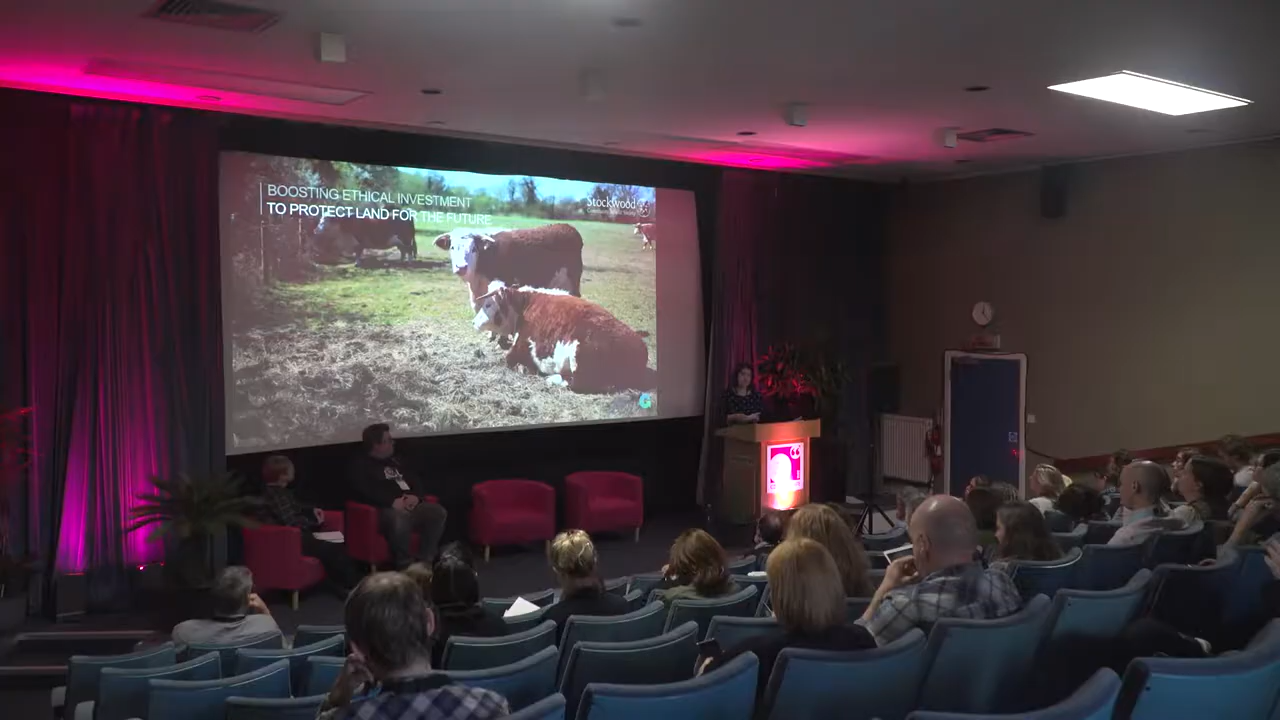 BOOSTING ETHICAL INVESTMENT
TO PROTECT LAND FOR THE FUTURE
Stockwood